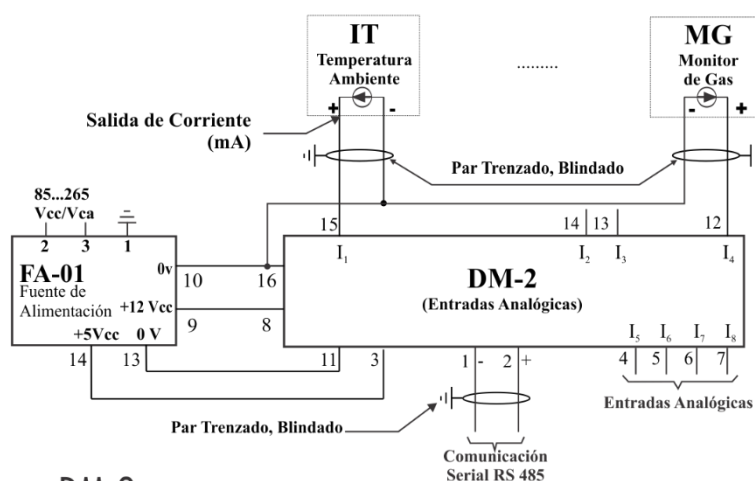 IT
Temperatura
Ambiente
+ -
.........
MG
Monitor
de Gas
- +
Salida de Corriente
(mA)
Par Trenzado, Blindado
85...265
Vcc/Vca
2 3 1
FA-01
Fuente de
Alimentación
0v
+12 Vcc
+5Vcc 0 V
10 16
9 8
14 13
15 14 13 12
I1 I2 I3 I4
DM-2
(Entradas Analógicas)
I5 I6 I7 I8
11 3 1 - 2 + 4 5 6 7
Entradas Analógicas
Par Trenzado, Blindado
Comunicación
Serial RS 485